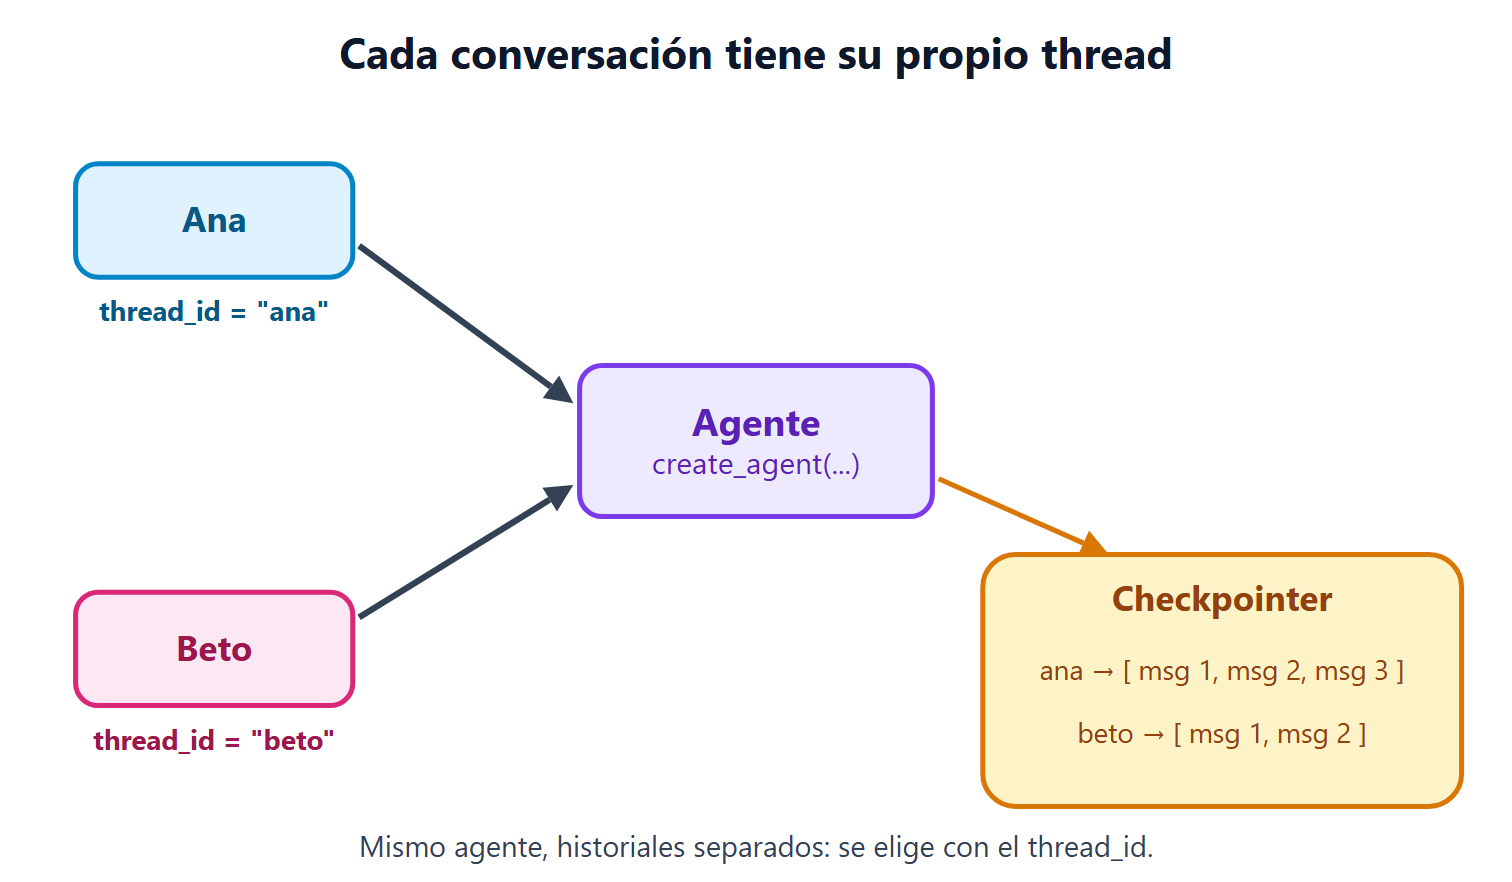 Cada conversación tiene su propio thread
Ana
thread_id = "ana"
Agente
create_agent(...)
Beto
thread_id = "beto"
Checkpointer
ana → [ msg 1, msg 2, msg 3 ]
beto → [ msg 1, msg 2 ]
Mismo agente, historiales separados: se elige con el thread_id.